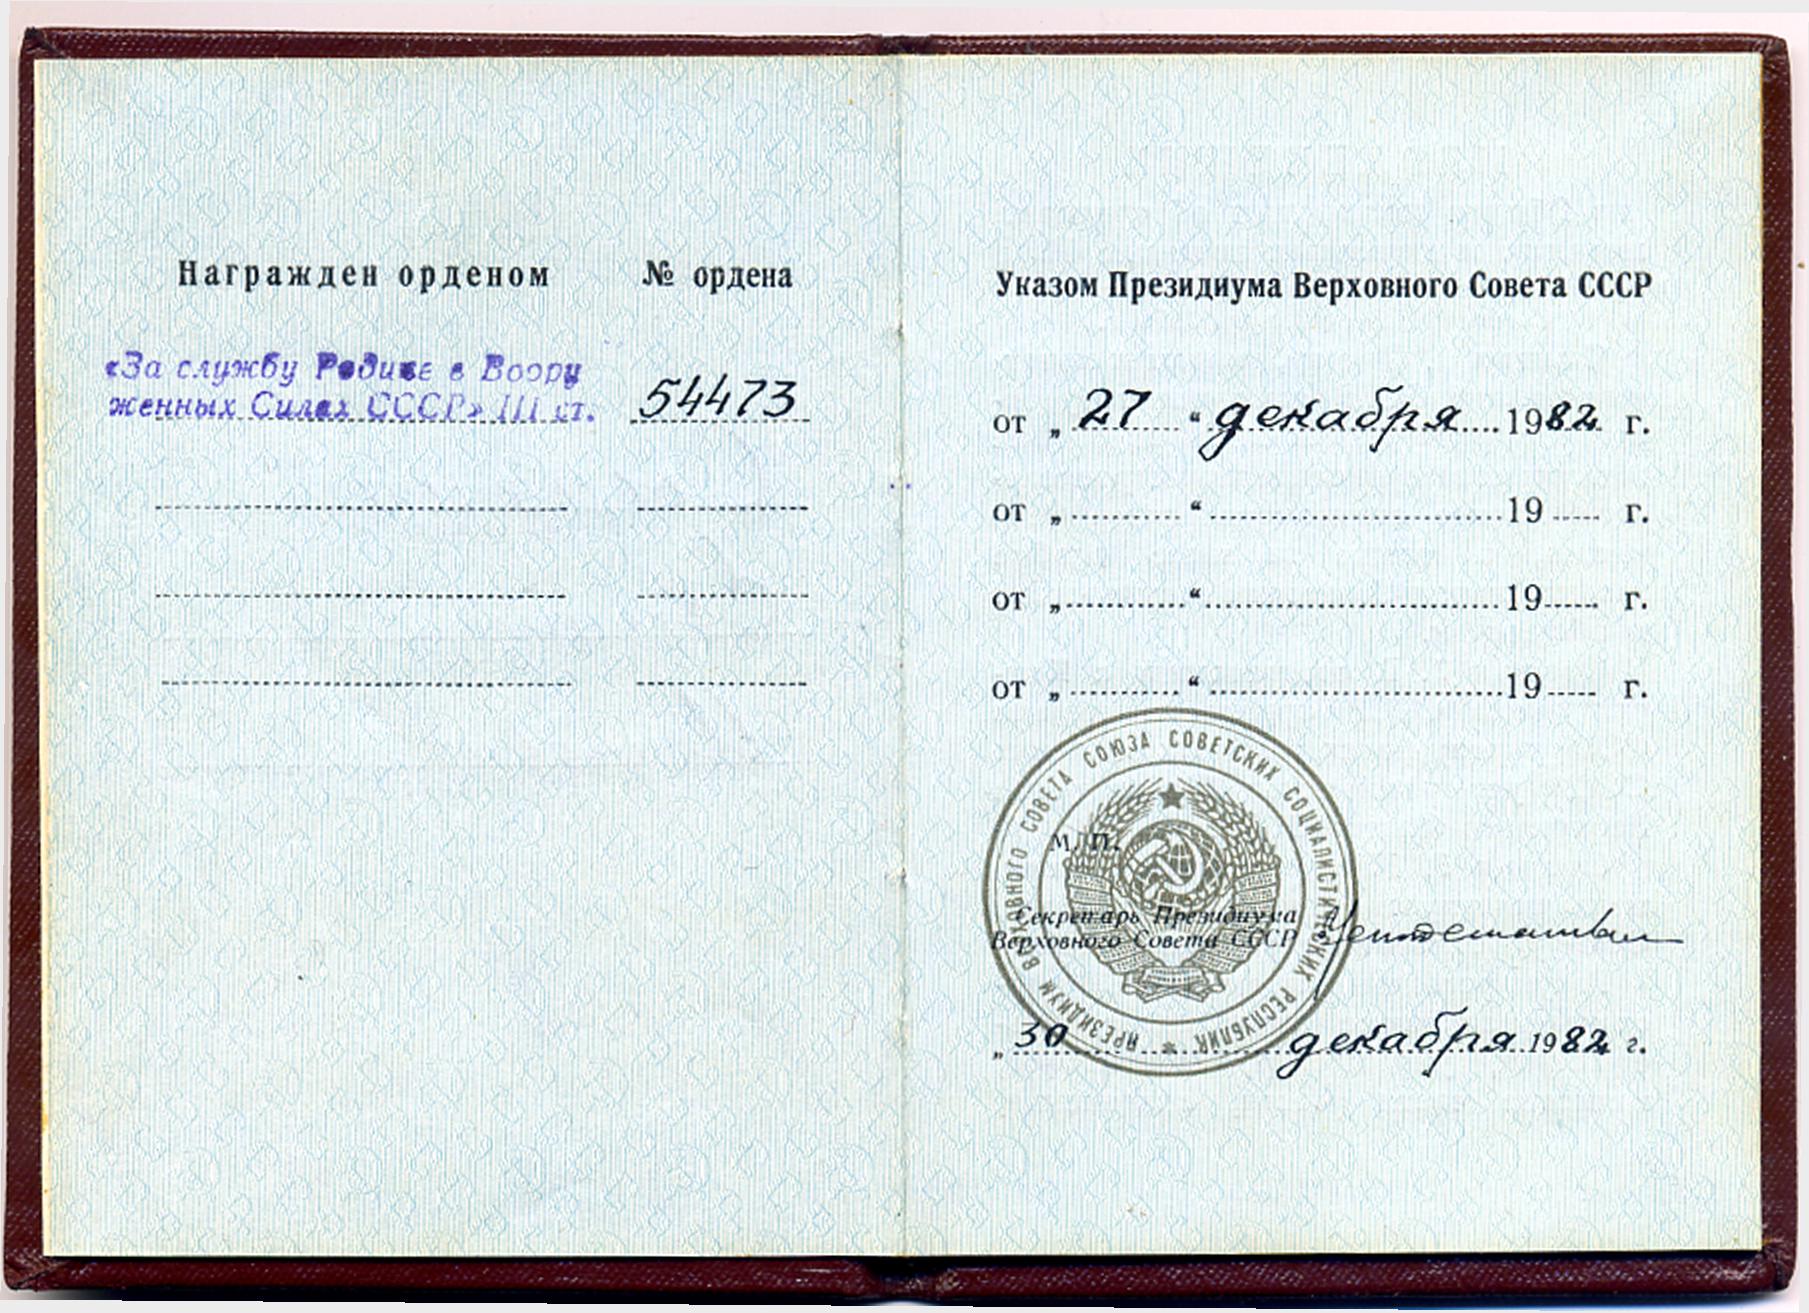 Награжден орденом № ордена
«За службу Родине в Воору
женных Силах СССР» III ст. 54473
Указом Президиума Верховного Совета СССР
от „ 27 “ декабря 1982 г.
от „ “ 19 г.
от „ “ 19 г.
от „ “ 19 г.
ПРЕЗИДИУМ ВЕРХОВНОГО СОВЕТА СОЮЗА СОВЕТСКИХ СОЦИАЛИСТИЧЕСКИХ РЕСПУБЛИК *
М. П.
Секретарь Президиума
Верховного Совета СССР
„ 30 декабря 1982 г.